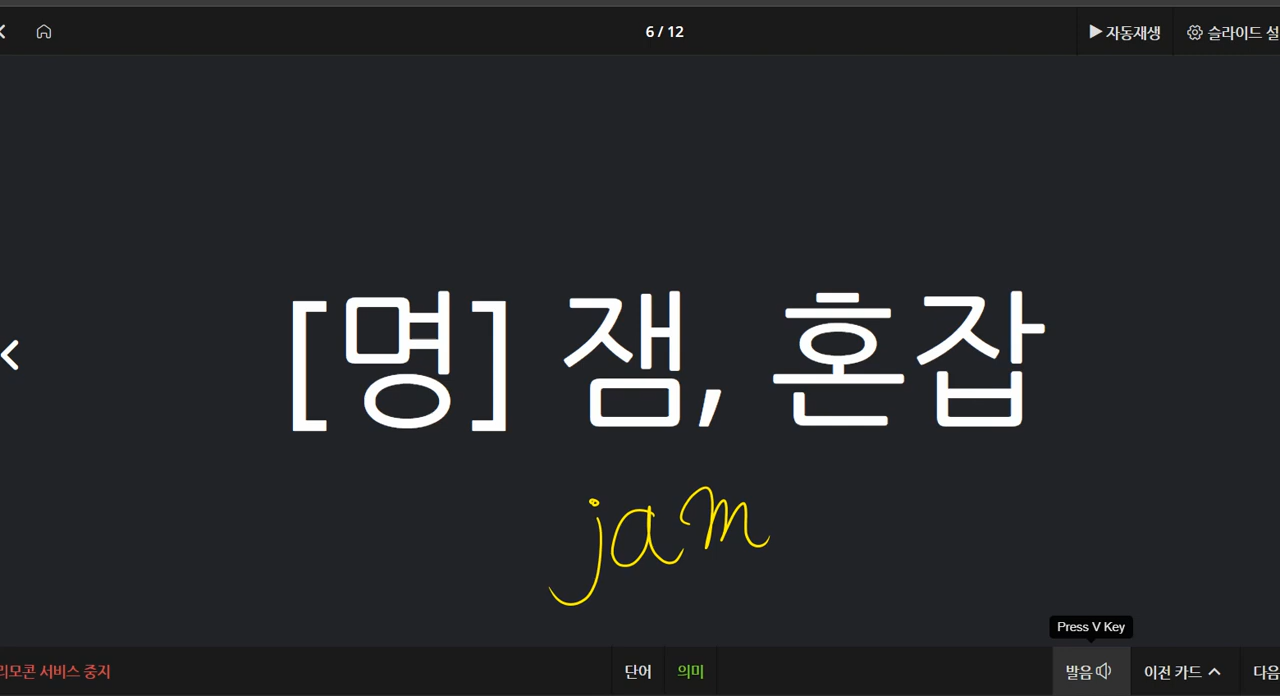 6 / 12
▶ 자동재생
슬라이드 설
[명] 잼, 혼잡
jam
Press V Key
리모콘 서비스 중지
단어
의미
발음
이전 카드
다음